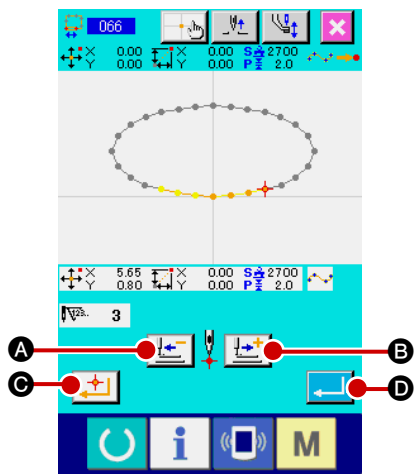 066
X 0.00 X 0.00 S 2700
Y 0.00 Y 0.00 P 2.0
X 5.65 X 0.00 S 2700
Y 0.80 Y 0.00 P 2.0
N123.. 3
A B
C D
i M